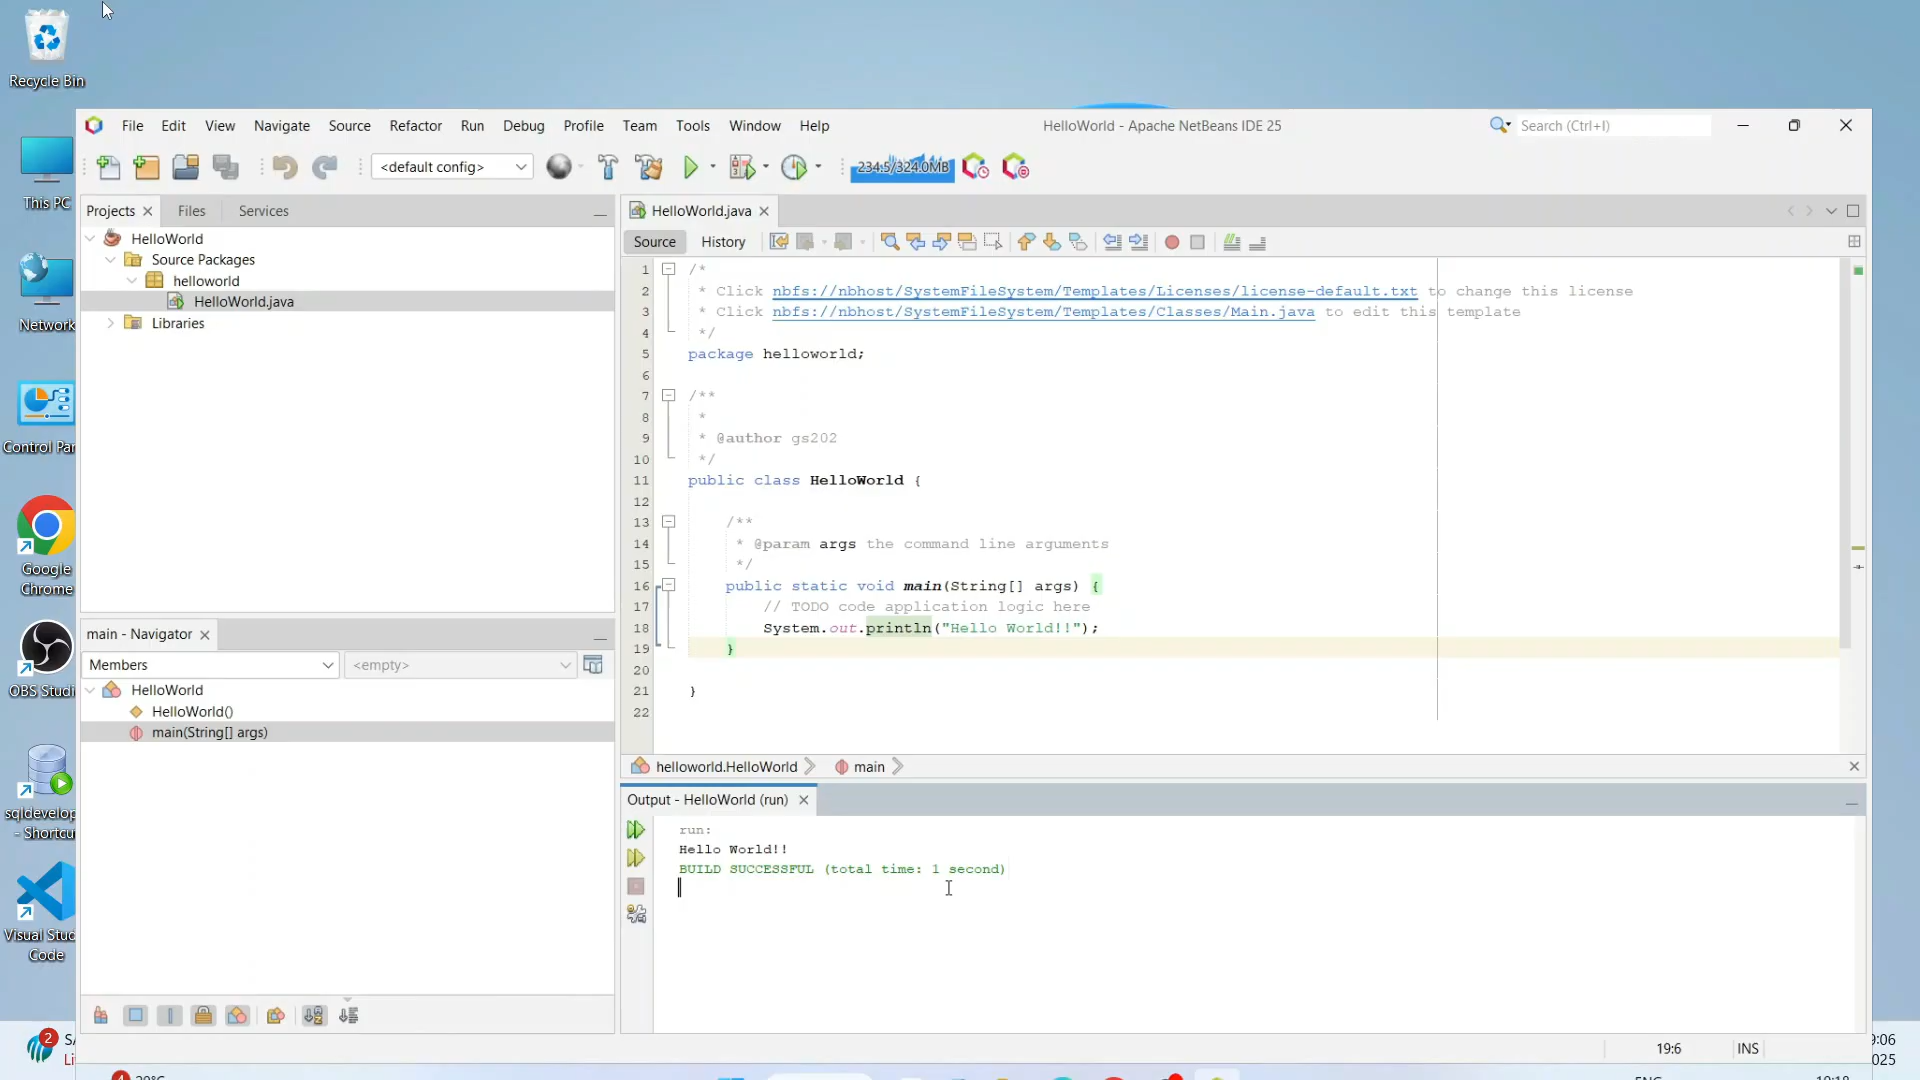 Recycle Bin
This PC
Network
Control Pan
Google
Chrome
OBS Studi
sqldevelop
- Shortcu
Visual Stud
Code
2
File Edit View Navigate Source Refactor Run Debug Profile Team Tools Window Help
HelloWorld - Apache NetBeans IDE 25
Search (Ctrl+I)
<default config>
234.5/324.0MB
Projects Files Services
HelloWorld
Source Packages
helloworld
HelloWorld.java
Libraries
main - Navigator
Members <empty>
HelloWorld
HelloWorld()
main(String[] args)
HelloWorld.java
Source History
1 /*
2 * Click nbfs://nbhost/SystemFileSystem/Templates/Licenses/license-default.txt to change this license
3 * Click nbfs://nbhost/SystemFileSystem/Templates/Classes/Main.java to edit this template
4 */
5 package helloworld;
6
7 /**
8 *
9 * @author gs202
10 */
11 public class HelloWorld {
12
13 /**
14 * @param args the command line arguments
15 */
16 public static void main(String[] args) {
17 // TODO code application logic here
18 System.out.println("Hello World!!");
19 }
20
21 }
22
helloworld.HelloWorld main
Output - HelloWorld (run)
run:
Hello World!!
BUILD SUCCESSFUL (total time: 1 second)
19:6 INS